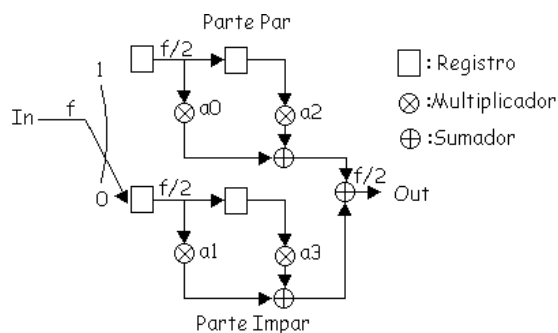 Parte Par
f/2
1
a0
a2
In
f
0
f/2
a1
a3
f/2
Out
Parte Impar
:Registro
:Multiplicador
:Sumador